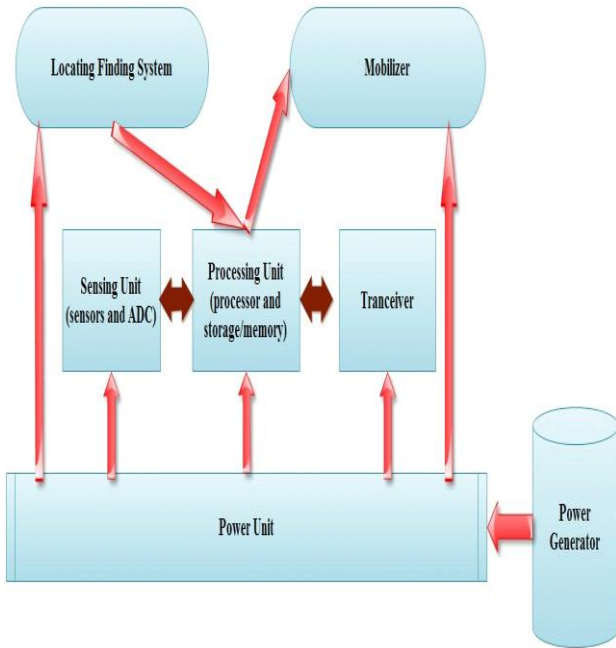 Locating Finding System
Mobilizer
Sensing Unit
(sensors and ADC)
Processing Unit
(processor and
storage/memory)
Tranceiver
Power Unit
Power
Generator